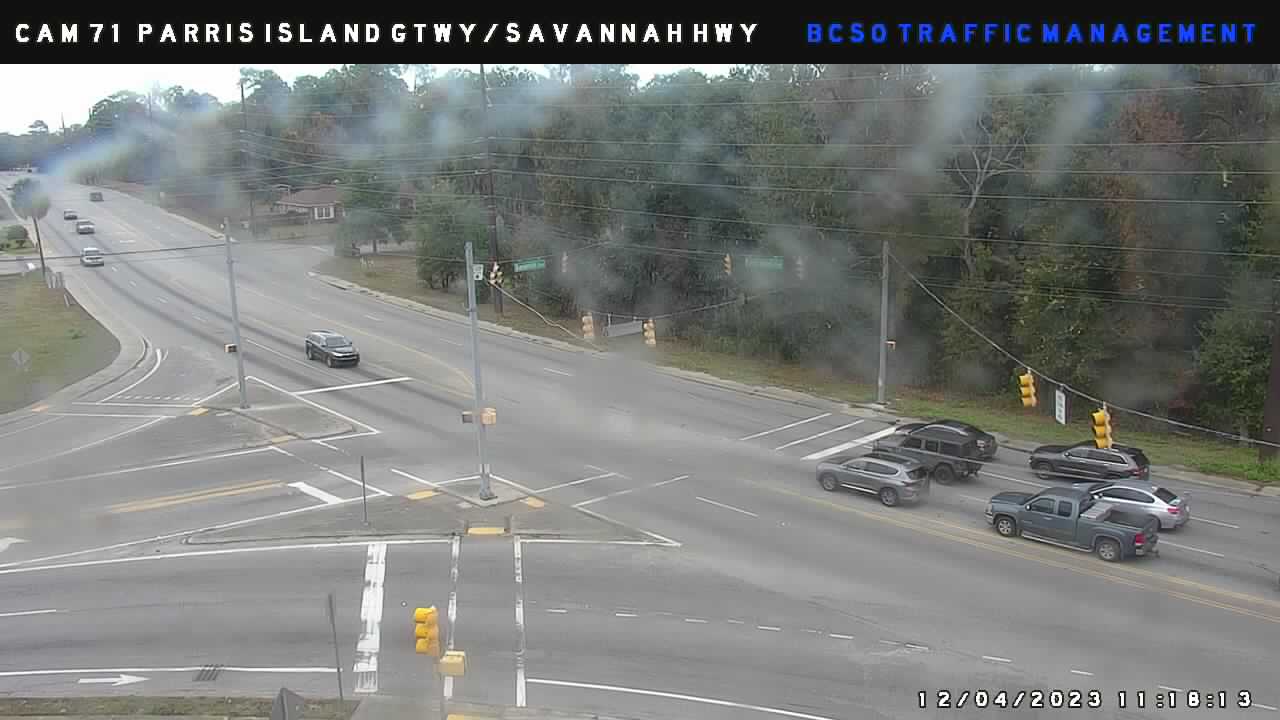 CAM 71 PARRIS ISLAND GTWY/SAVANNAH HWY BCSO TRAFFIC MANAGEMENT
12/04/2023 11:18:13